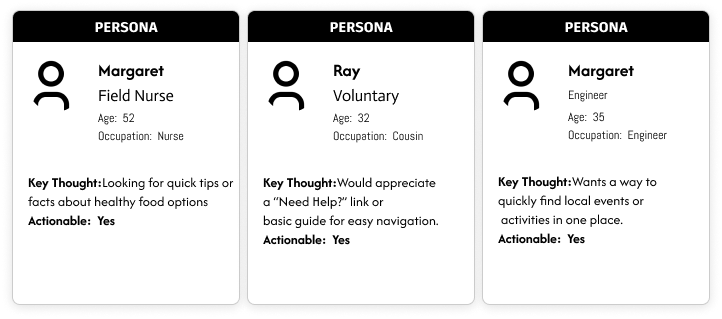 PERSONA
Margaret
Field Nurse
Age: 52
Occupation: Nurse
Key Thought:Looking for quick tips or
facts about healthy food options
Actionable: Yes
PERSONA
Ray
Voluntary
Age: 32
Occupation: Cousin
Key Thought:Would appreciate
a “Need Help?” link or
basic guide for easy navigation.
Actionable: Yes
PERSONA
Margaret
Engineer
Age: 35
Occupation: Engineer
Key Thought:Wants a way to
quickly find local events or
activities in one place.
Actionable: Yes